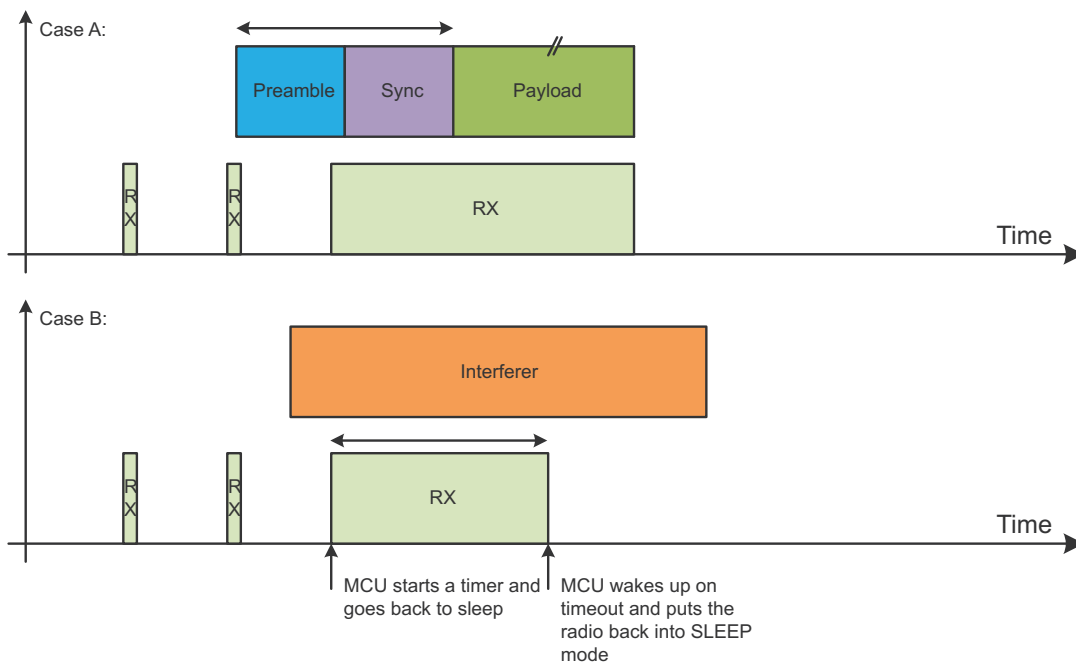 Case A:
Preamble
Sync
Payload
R
X
R
X
RX
Time
Case B:
Interferer
R
X
R
X
RX
Time
MCU starts a timer and
goes back to sleep
MCU wakes up on
timeout and puts the
radio back into SLEEP
mode